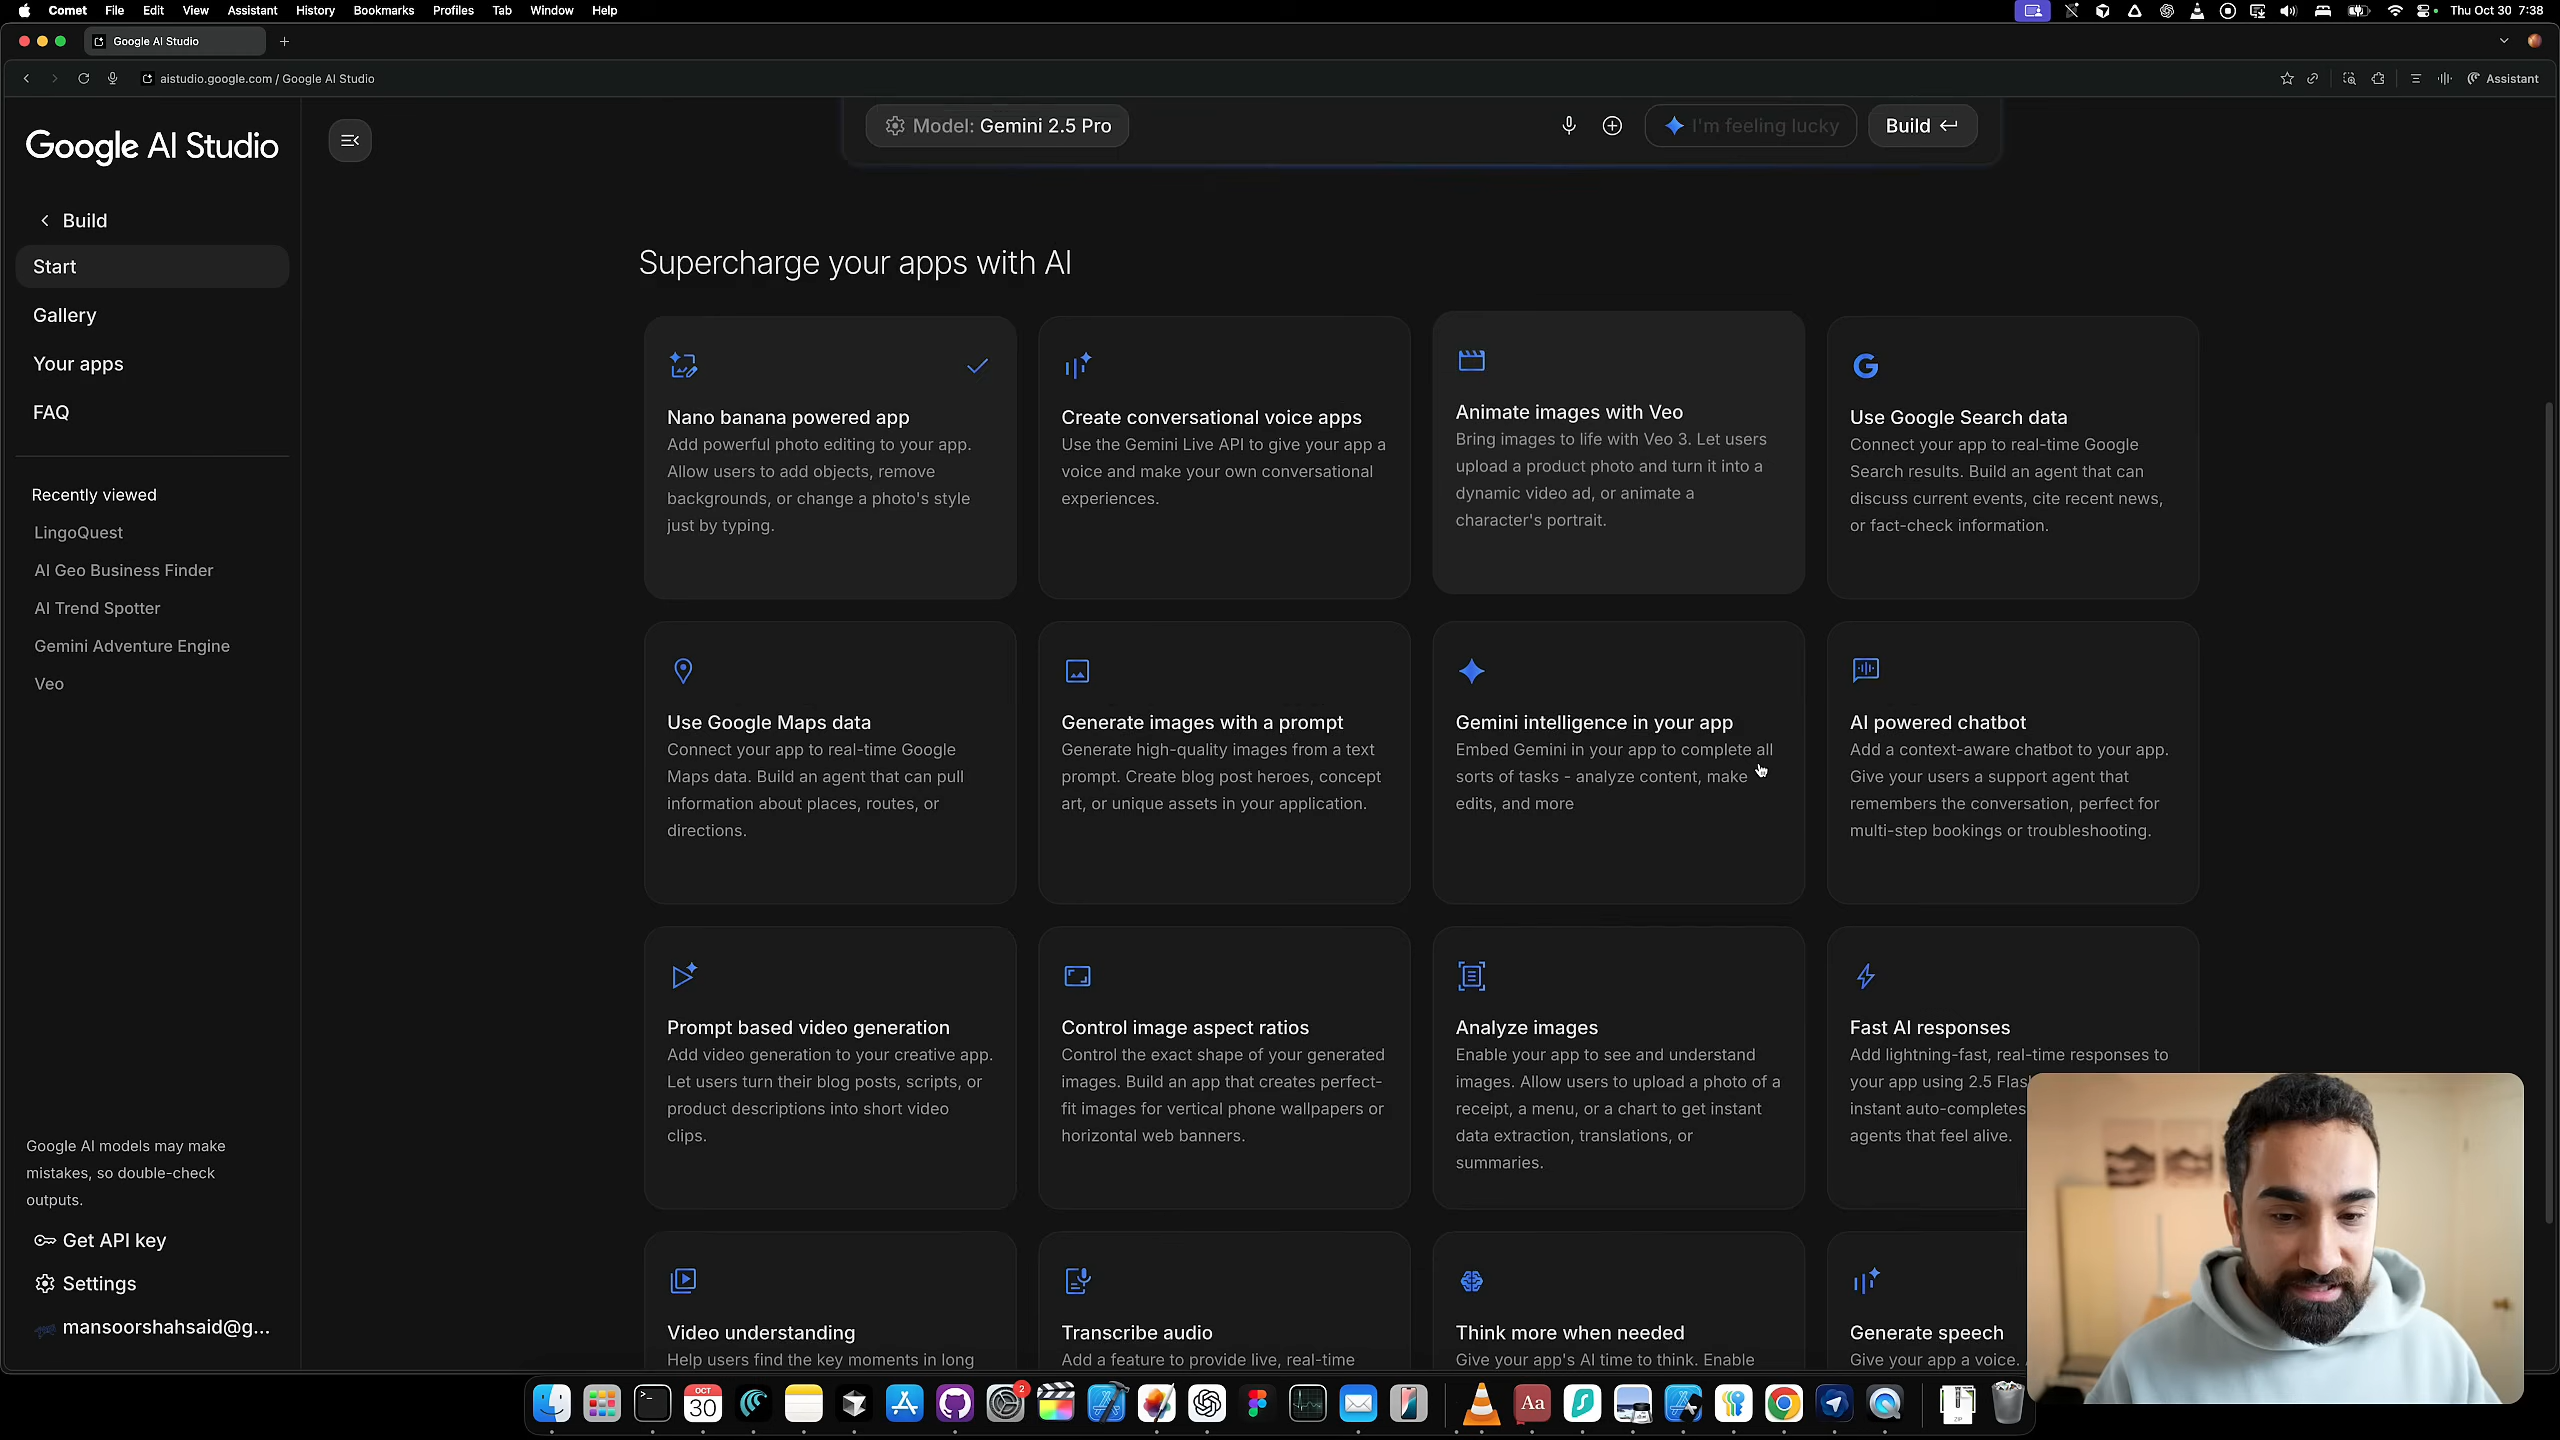 Comet File Edit View Assistant History Bookmarks Profiles Tab Window Help
Thu Oct 30 7:38
Google AI Studio
aistudio.google.com / Google AI Studio
Assistant
Google AI Studio
Build
Start
Gallery
Your apps
FAQ
Recently viewed
LingoQuest
AI Geo Business Finder
AI Trend Spotter
Gemini Adventure Engine
Veo
Google AI models may make
mistakes, so double-check
outputs.
Get API key
Settings
mansoorshahsaid@g...
Model: Gemini 2.5 Pro
I'm feeling lucky
Build
Supercharge your apps with AI
Nano banana powered app
Add powerful photo editing to your app.
Allow users to add objects, remove
backgrounds, or change a photo's style
just by typing.
Create conversational voice apps
Use the Gemini Live API to give your app a
voice and make your own conversational
experiences.
Animate images with Veo
Bring images to life with Veo 3. Let users
upload a product photo and turn it into a
dynamic video ad, or animate a
character's portrait.
Use Google Search data
Connect your app to real-time Google
Search results. Build an agent that can
discuss current events, cite recent news,
or fact-check information.
Use Google Maps data
Connect your app to real-time Google
Maps data. Build an agent that can pull
information about places, routes, or
directions.
Generate images with a prompt
Generate high-quality images from a text
prompt. Create blog post heroes, concept
art, or unique assets in your application.
Gemini intelligence in your app
Embed Gemini in your app to complete all
sorts of tasks - analyze content, make
edits, and more
AI powered chatbot
Add a context-aware chatbot to your app.
Give your users a support agent that
remembers the conversation, perfect for
multi-step bookings or troubleshooting.
Prompt based video generation
Add video generation to your creative app.
Let users turn their blog posts, scripts, or
product descriptions into short video
clips.
Control image aspect ratios
Control the exact shape of your generated
images. Build an app that creates perfect-
fit images for vertical phone wallpapers or
horizontal web banners.
Analyze images
Enable your app to see and understand
images. Allow users to upload a photo of a
receipt, a menu, or a chart to get instant
data extraction, translations, or
summaries.
Fast AI responses
Add lightning-fast, real-time responses to
your app using 2.5 Flas
instant auto-completes
agents that feel alive.
Video understanding
Help users find the key moments in long
Transcribe audio
Add a feature to provide live, real-time
Think more when needed
Give your app's AI time to think. Enable
Generate speech
Give your app a voice.
OCT
30
2
Aa
ZIP